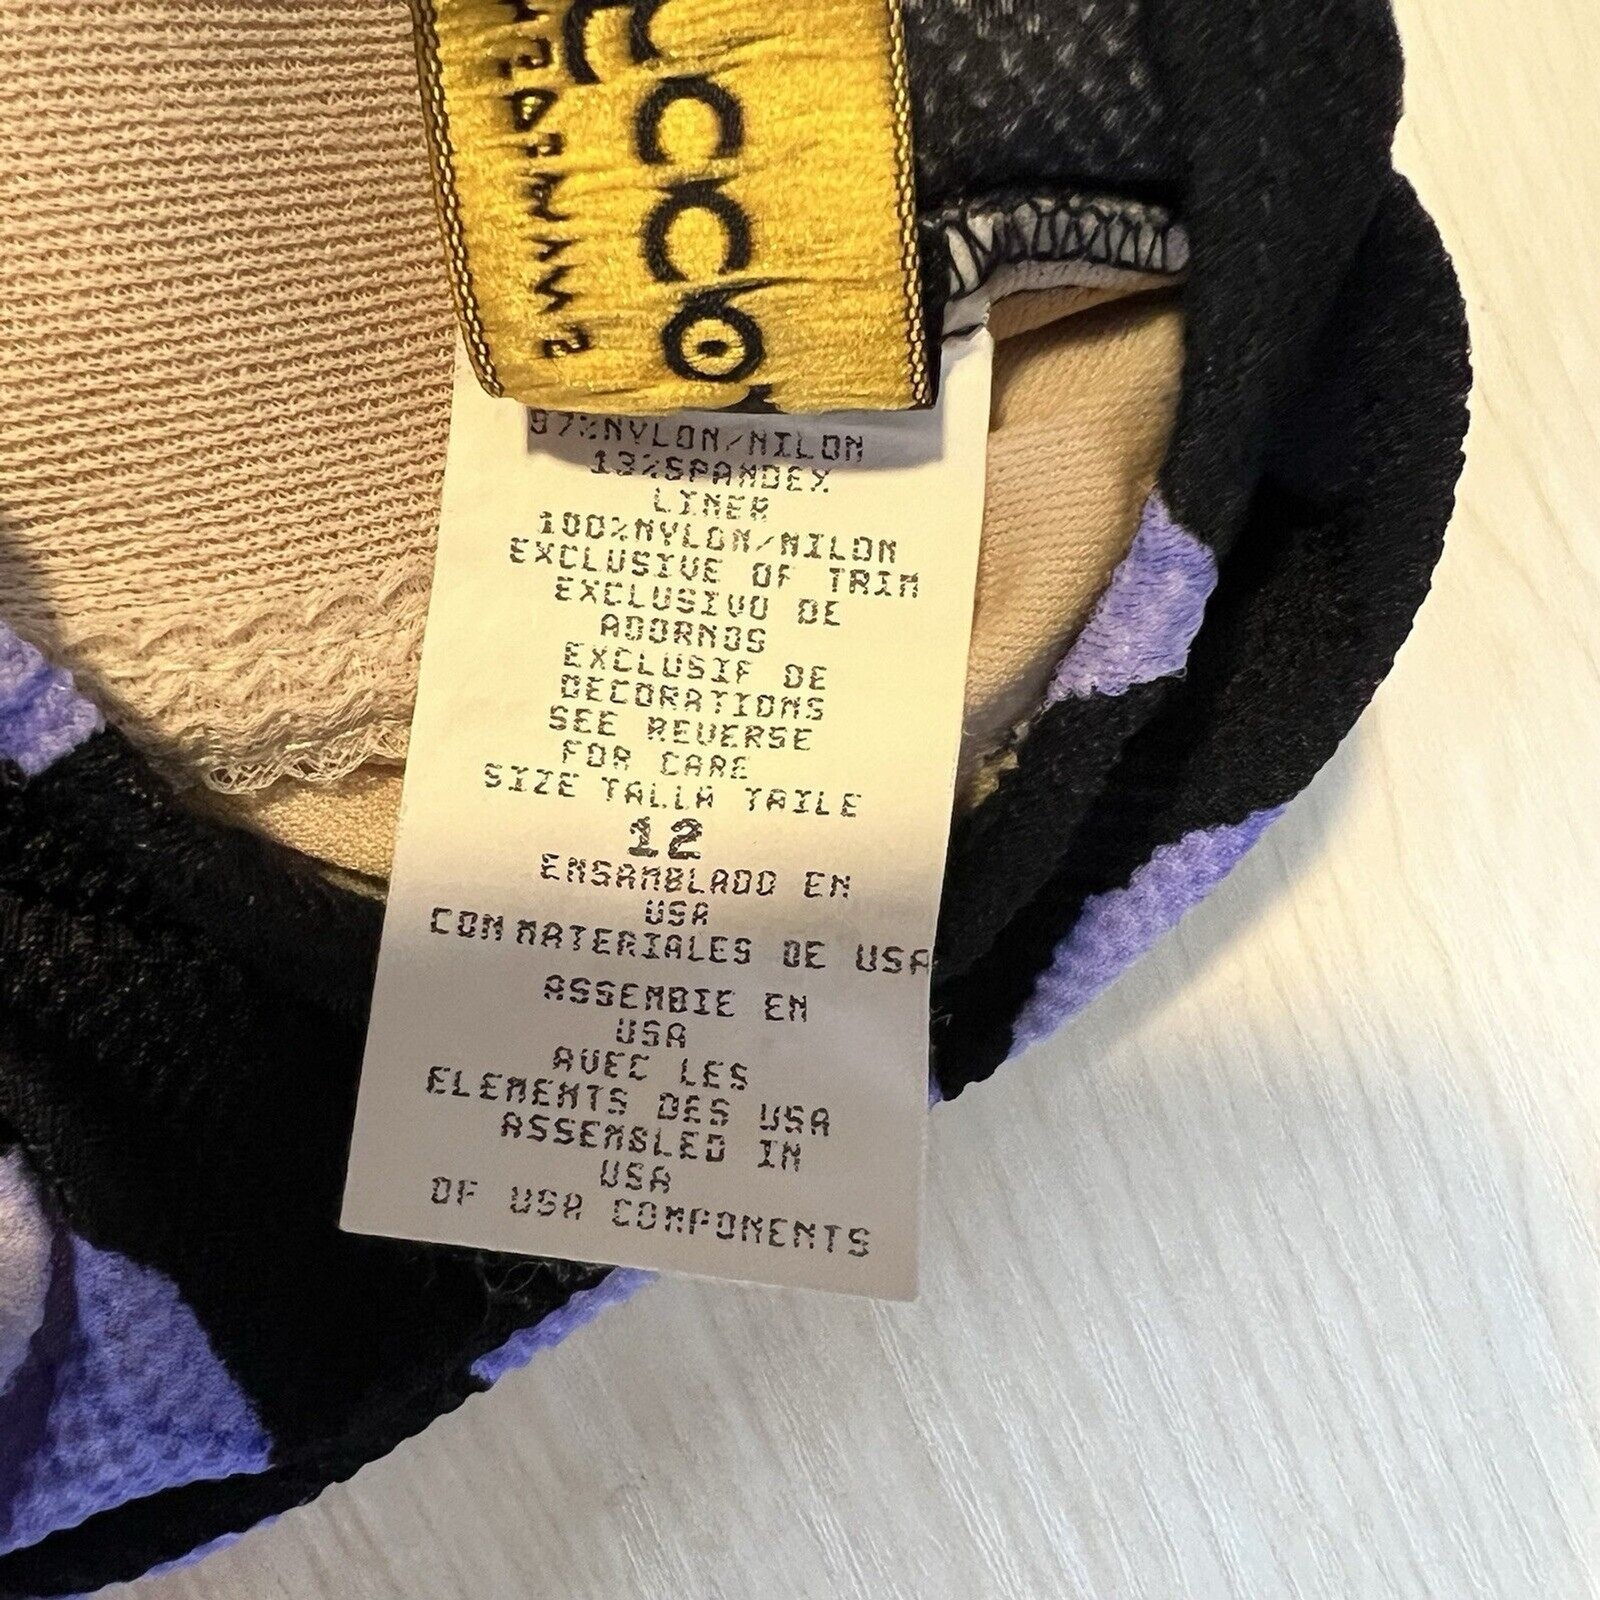 %NYLON/NILON
13%SPANDEX
LINER
100%NYLON/NILON
EXCLUSIVE OF TRIM
EXCLUSIVO DE
ADORNOS
EXCLUSIF DE
DECORATIONS
SEE REVERSE
FOR CARE
SIZE TALLA TAILE
12
ENSAMBLADO EN
USA
CON MATERIALES DE USA
ASSEMBIE EN
USA
AVEC LES
ELEMENTS DES USA
ASSEMBLED IN
USA
OF USA COMPONENTS